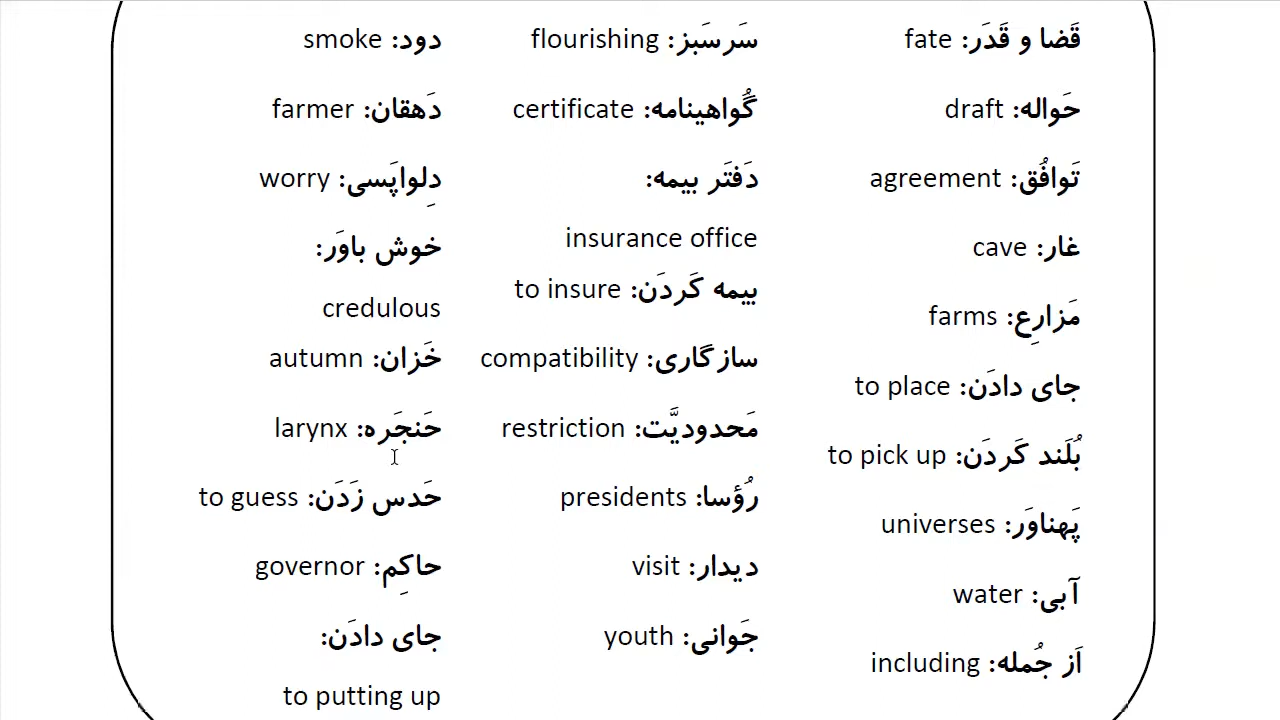 قَضا و قَدَر: fate
حَواله: draft
تَوافُق: agreement
غار: cave
مَزارِع: farms
جای دادَن: to place
بُلَند کَردَن: to pick up
پَهناوَر: universes
آبی: water
اَز جُمله: including
سَرسَبز: flourishing
گُواهینامه: certificate
دَفتَر بیمه:
insurance office
بیمه کَردَن: to insure
سازگاری: compatibility
مَحدودیَّت: restriction
رُؤسا: presidents
دیدار: visit
جَوانی: youth
دود: smoke
دَهقان: farmer
دِلواپَسی: worry
خوش باوَر:
credulous
خَزان: autumn
حَنجَره: larynx
حَدس زَدَن: to guess
حاکِم: governor
جای دادَن:
to putting up